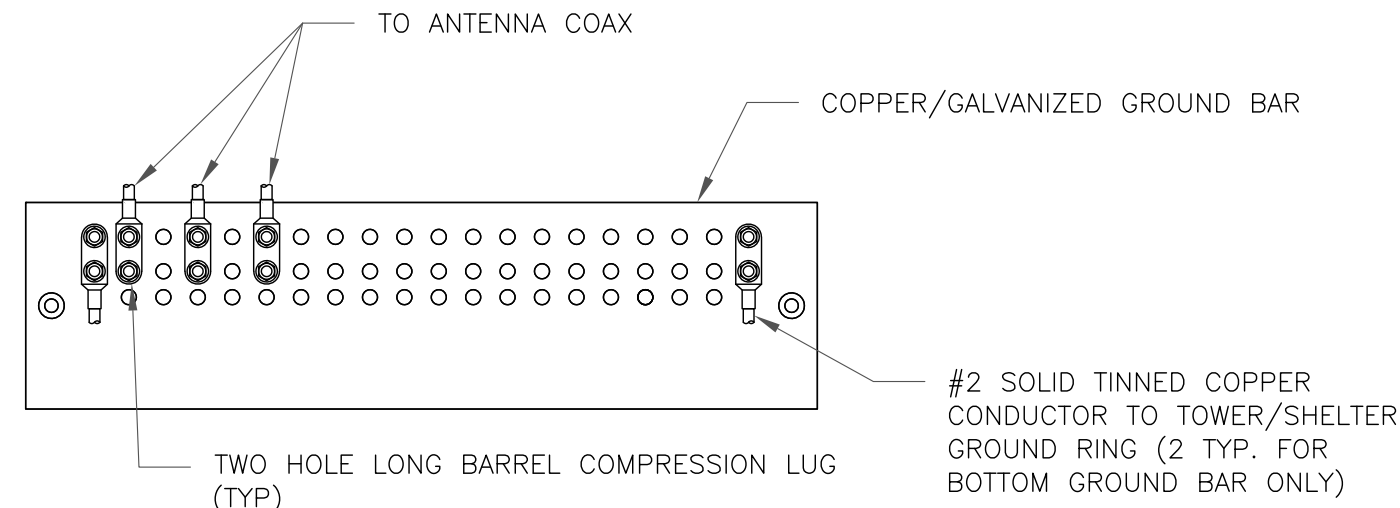 TO ANTENNA COAX
COPPER/GALVANIZED GROUND BAR
#2 SOLID TINNED COPPER
CONDUCTOR TO TOWER/SHELTER
GROUND RING (2 TYP. FOR
BOTTOM GROUND BAR ONLY)
TWO HOLE LONG BARREL COMPRESSION LUG
(TYP)